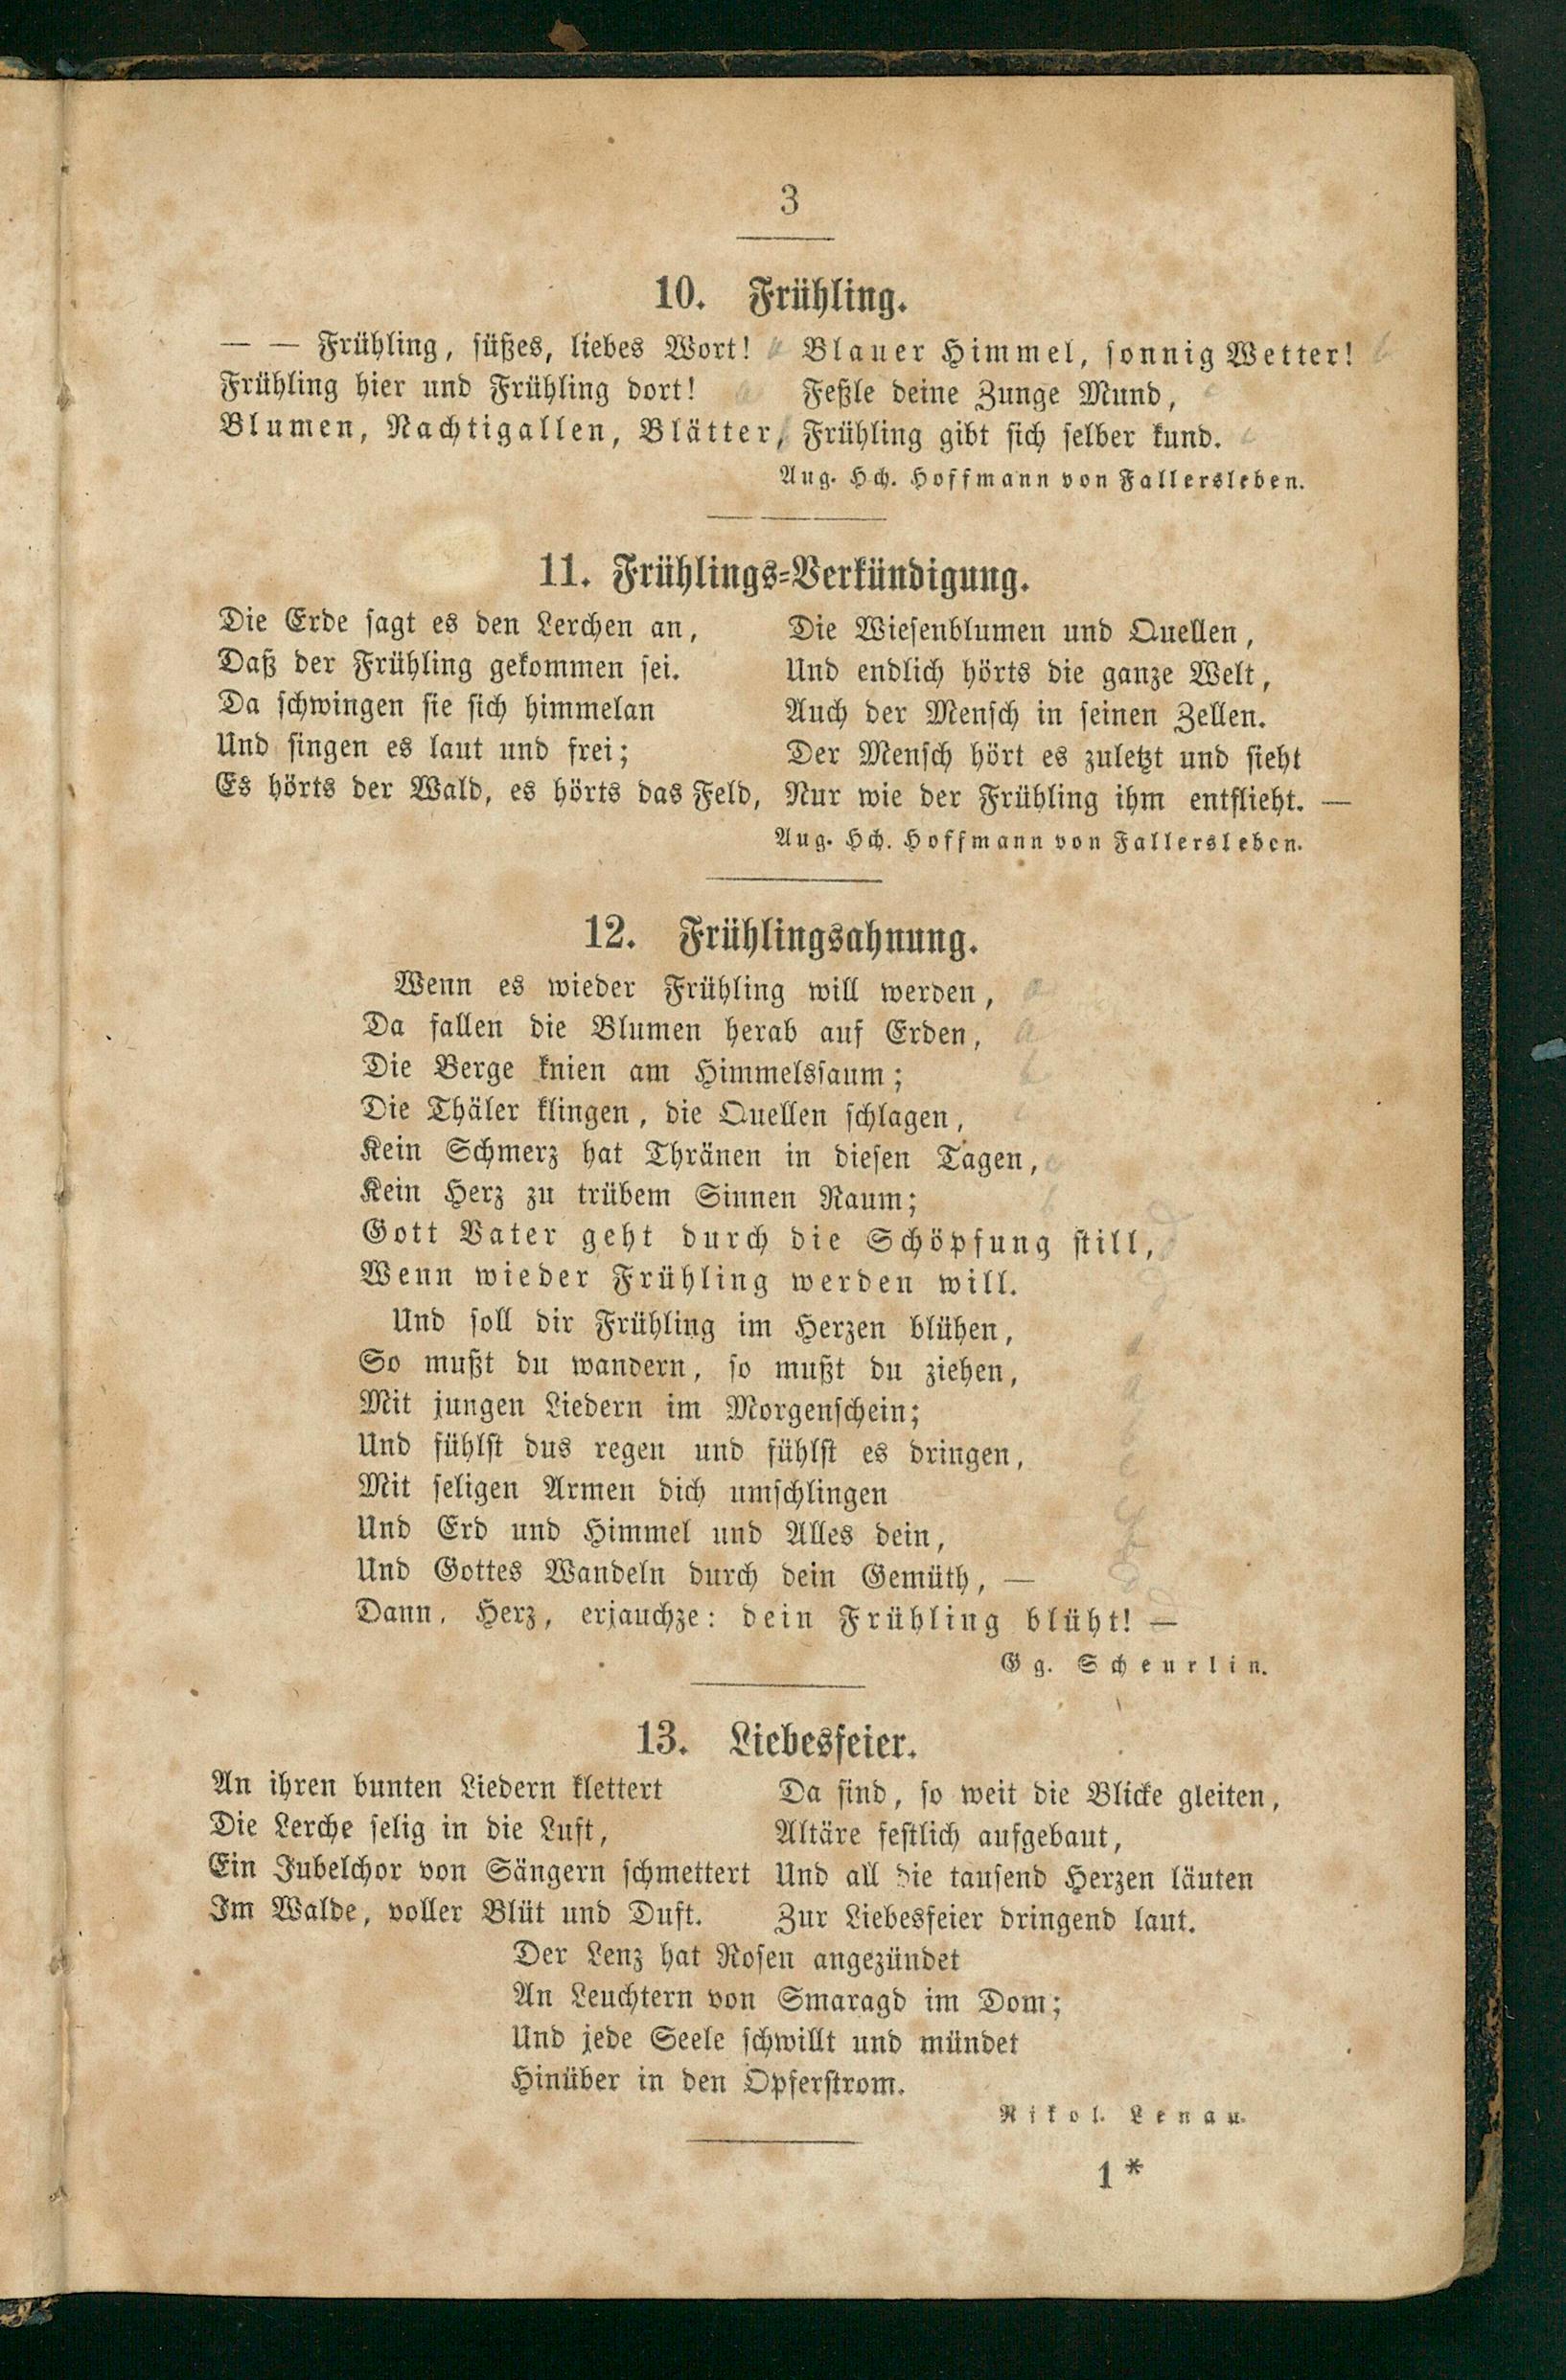 3
10. Frühling.
— — Frühling, süßes, liebes Wort!
Frühling hier und Frühling dort!
Blumen, Nachtigallen, Blätter,
Blauer Himmel, sonnig Wetter!
Feßle deine Zunge Mund,
Frühling gibt sich selber kund.
Aug. Hch. Hoffmann von Fallersleben.
11. Frühlings-Verkündigung.
Die Erde sagt es den Lerchen an,
Daß der Frühling gekommen sei.
Da schwingen sie sich himmelan
Und singen es laut und frei;
Es hörts der Wald, es hörts das Feld,
Die Wiesenblumen und Quellen,
Und endlich hörts die ganze Welt,
Auch der Mensch in seinen Zellen.
Der Mensch hört es zuletzt und sieht
Nur wie der Frühling ihm entflieht. —
Aug. Hch. Hoffmann von Fallersleben.
12. Frühlingsahnung.
Wenn es wieder Frühling will werden,
Da fallen die Blumen herab auf Erden,
Die Berge knien am Himmelssaum;
Die Thäler klingen, die Quellen schlagen,
Kein Schmerz hat Thränen in diesen Tagen,
Kein Herz zu trübem Sinnen Raum;
Gott Vater geht durch die Schöpfung still,
Wenn wieder Frühling werden will.
Und soll dir Frühling im Herzen blühen,
So mußt du wandern, so mußt du ziehen,
Mit jungen Liedern im Morgenschein;
Und fühlst dus regen und fühlst es dringen,
Mit seligen Armen dich umschlingen
Und Erd und Himmel und Alles dein,
Und Gottes Wandeln durch dein Gemüth, —
Dann, Herz, erjauchze: dein Frühling blüht! —
Gg. Scheurlin.
13. Liebesfeier.
An ihren bunten Liedern klettert
Die Lerche selig in die Luft,
Ein Jubelchor von Sängern schmettert
Im Walde, voller Blüt und Duft.
Da sind, so weit die Blicke gleiten,
Altäre festlich aufgebaut,
Und all die tausend Herzen läuten
Zur Liebesfeier dringend laut.
Der Lenz hat Rosen angezündet
An Leuchtern von Smaragd im Dom;
Und jede Seele schwillt und mündet
Hinüber in den Opferstrom.
Nikol. Lenau.
1*